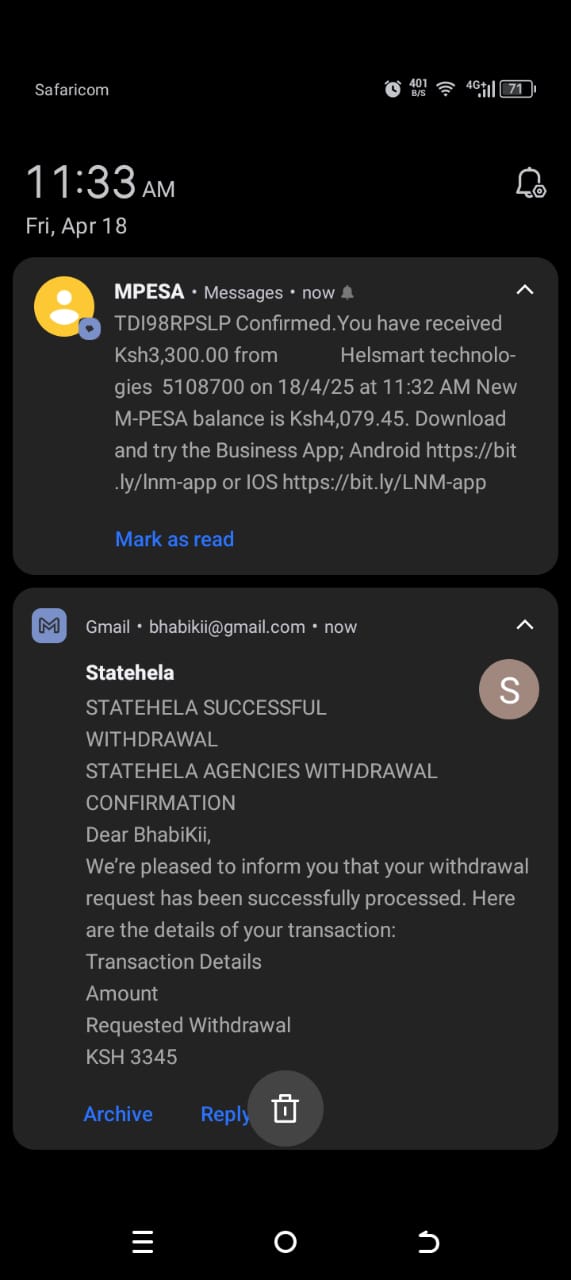 Safaricom
401
B/S
4G+
71
11:33 AM
Fri, Apr 18
MPESA • Messages • now
TDI98RPSLP Confirmed.You have received
Ksh3,300.00 from Helsmart technolo-
gies 5108700 on 18/4/25 at 11:32 AM New
M-PESA balance is Ksh4,079.45. Download
and try the Business App; Android https://bit
.ly/lnm-app or IOS https://bit.ly/LNM-app
Mark as read
Gmail • bhabikii@gmail.com • now
Statehela
S
STATEHELA SUCCESSFUL
WITHDRAWAL
STATEHELA AGENCIES WITHDRAWAL
CONFIRMATION
Dear BhabiKii,
We’re pleased to inform you that your withdrawal
request has been successfully processed. Here
are the details of your transaction:
Transaction Details
Amount
Requested Withdrawal
KSH 3345
Archive
Reply